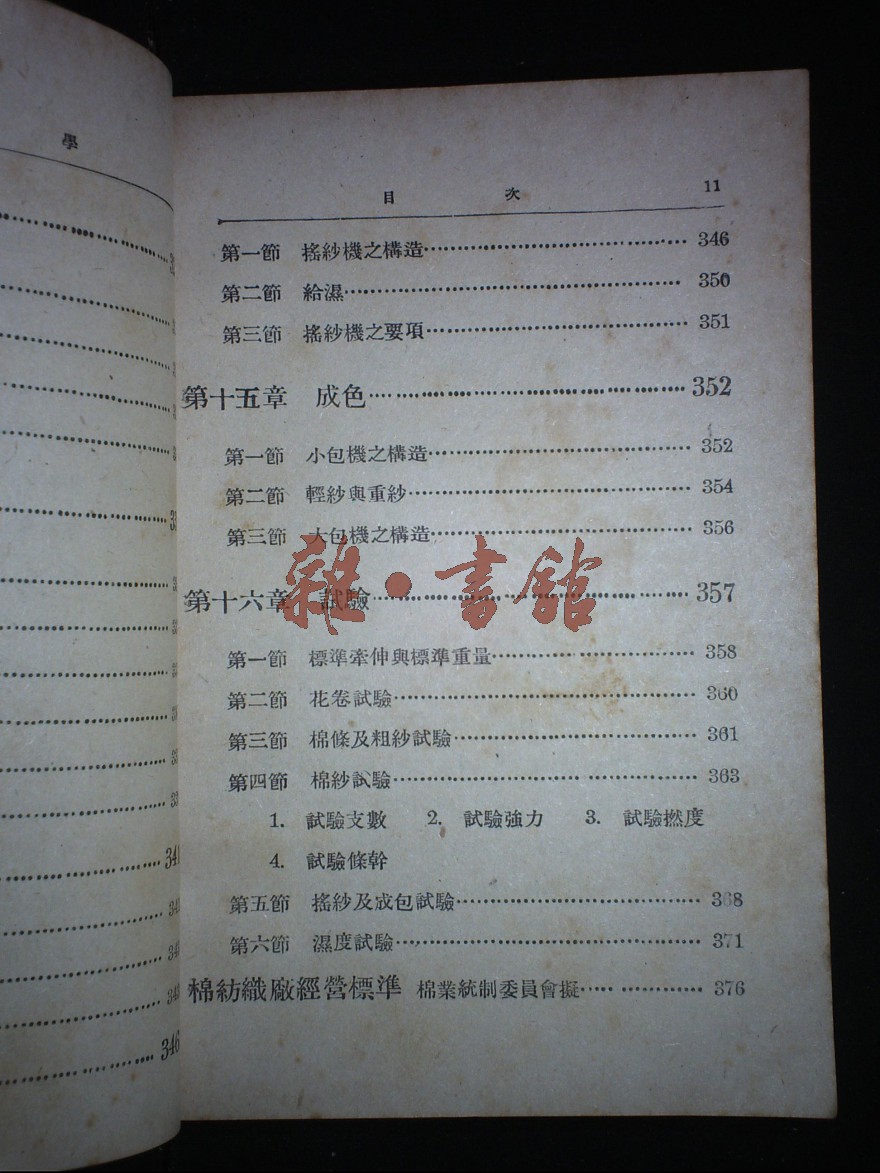 學
341
346
目 次 11
第一節 搖紗機之構造 346
第二節 給濕 350
第三節 搖紗機之要項 351
第十五章 成色 352
第一節 小包機之構造 352
第二節 輕紗與重紗 354
第三節 大包機之構造 356
雜·書館
第十六章 試驗 357
第一節 標準牽伸與標準重量 358
第二節 花卷試驗 360
第三節 棉條及粗紗試驗 361
第四節 棉紗試驗 363
1. 試驗支數 2. 試驗強力 3. 試驗撚度
4. 試驗條幹
第五節 搖紗及成包試驗 368
第六節 濕度試驗 371
棉紡織廠經營標準 棉業統制委員會擬 376